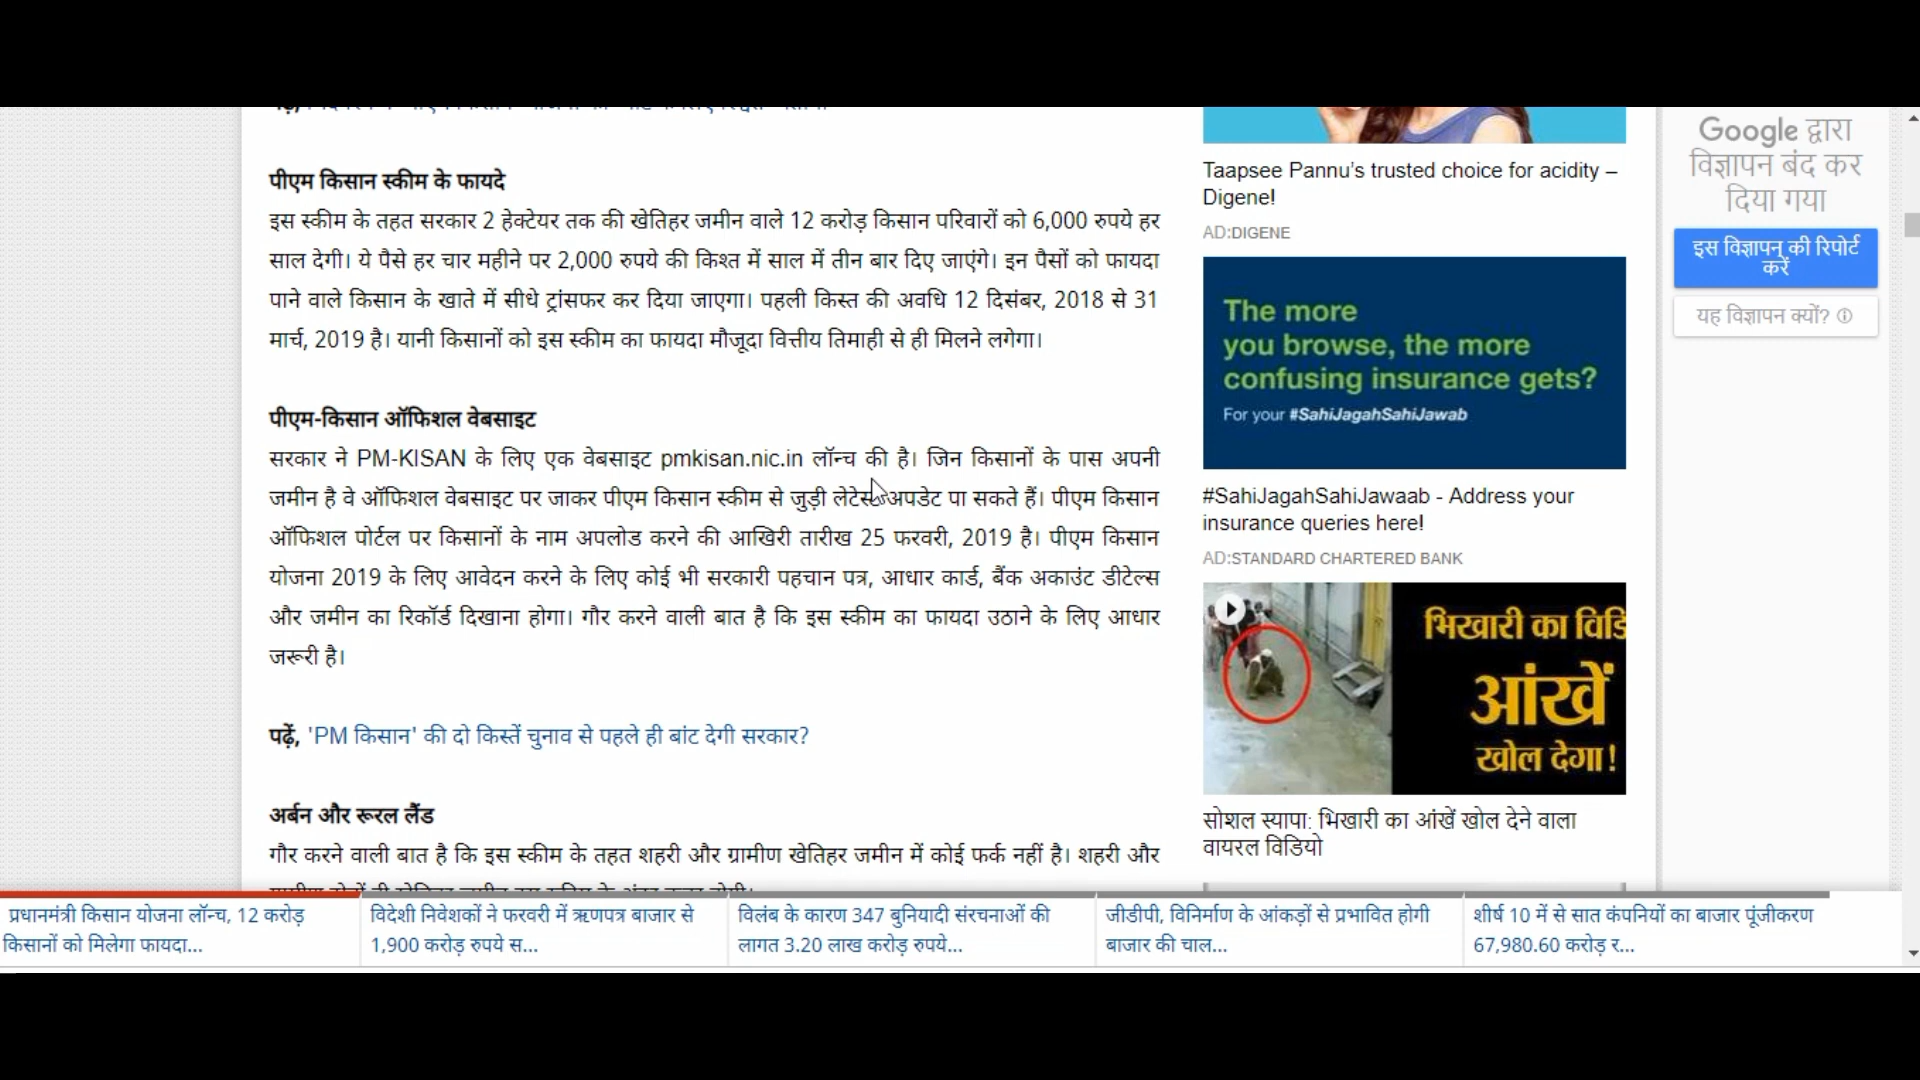 पीएम किसान स्कीम के फायदे
इस स्कीम के तहत सरकार 2 हेक्टेयर तक की खेतिहर जमीन वाले 12 करोड़ किसान परिवारों को 6,000 रुपये हर
साल देगी। ये पैसे हर चार महीने पर 2,000 रुपये की किश्त में साल में तीन बार दिए जाएंगे। इन पैसों को फायदा
पाने वाले किसान के खाते में सीधे ट्रांसफर कर दिया जाएगा। पहली किस्त की अवधि 12 दिसंबर, 2018 से 31
मार्च, 2019 है। यानी किसानों को इस स्कीम का फायदा मौजूदा वित्तीय तिमाही से ही मिलने लगेगा।
पीएम-किसान ऑफिशल वेबसाइट
सरकार ने PM-KISAN के लिए एक वेबसाइट pmkisan.nic.in लॉन्च की है। जिन किसानों के पास अपनी
जमीन है वे ऑफिशल वेबसाइट पर जाकर पीएम किसान स्कीम से जुड़ी लेटेस्ट अपडेट पा सकते हैं। पीएम किसान
ऑफिशल पोर्टल पर किसानों के नाम अपलोड करने की आखिरी तारीख 25 फरवरी, 2019 है। पीएम किसान
योजना 2019 के लिए आवेदन करने के लिए कोई भी सरकारी पहचान पत्र, आधार कार्ड, बैंक अकाउंट डीटेल्स
और जमीन का रिकॉर्ड दिखाना होगा। गौर करने वाली बात है कि इस स्कीम का फायदा उठाने के लिए आधार
जरूरी है।
पढ़ें, 'PM किसान' की दो किस्तें चुनाव से पहले ही बांट देगी सरकार?
अर्बन और रूरल लैंड
गौर करने वाली बात है कि इस स्कीम के तहत शहरी और ग्रामीण खेतिहर जमीन में कोई फर्क नहीं है। शहरी और
Taapsee Pannu's trusted choice for acidity –
Digene!
AD:DIGENE
The more
you browse, the more
confusing insurance gets?
For your #SahiJagahSahiJawab
#SahiJagahSahiJawaab - Address your
insurance queries here!
AD:STANDARD CHARTERED BANK
भिखारी का विडि
आंखें
खोल देगा!
सोशल स्यापा: भिखारी का आंखें खोल देने वाला
वायरल विडियो
Google द्वारा
विज्ञापन बंद कर
दिया गया
इस विज्ञापन की रिपोर्ट
करें
यह विज्ञापन क्यों?
प्रधानमंत्री किसान योजना लॉन्च, 12 करोड़
किसानों को मिलेगा फायदा...
विदेशी निवेशकों ने फरवरी में ऋणपत्र बाजार से
1,900 करोड़ रुपये स...
विलंब के कारण 347 बुनियादी संरचनाओं की
लागत 3.20 लाख करोड़ रुपये...
जीडीपी, विनिर्माण के आंकड़ों से प्रभावित होगी
बाजार की चाल...
शीर्ष 10 में से सात कंपनियों का बाजार पूंजीकरण
67,980.60 करोड़ र...